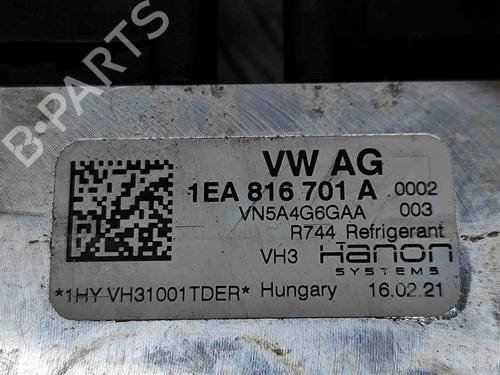 B-PARTS
VW AG
1EA 816 701 A 0002
VN5A4G6GAA 003
R744 Refrigerant
VH3 Hanon
SYSTEMS
*1HY VH31001TDER* Hungary 16.02.21